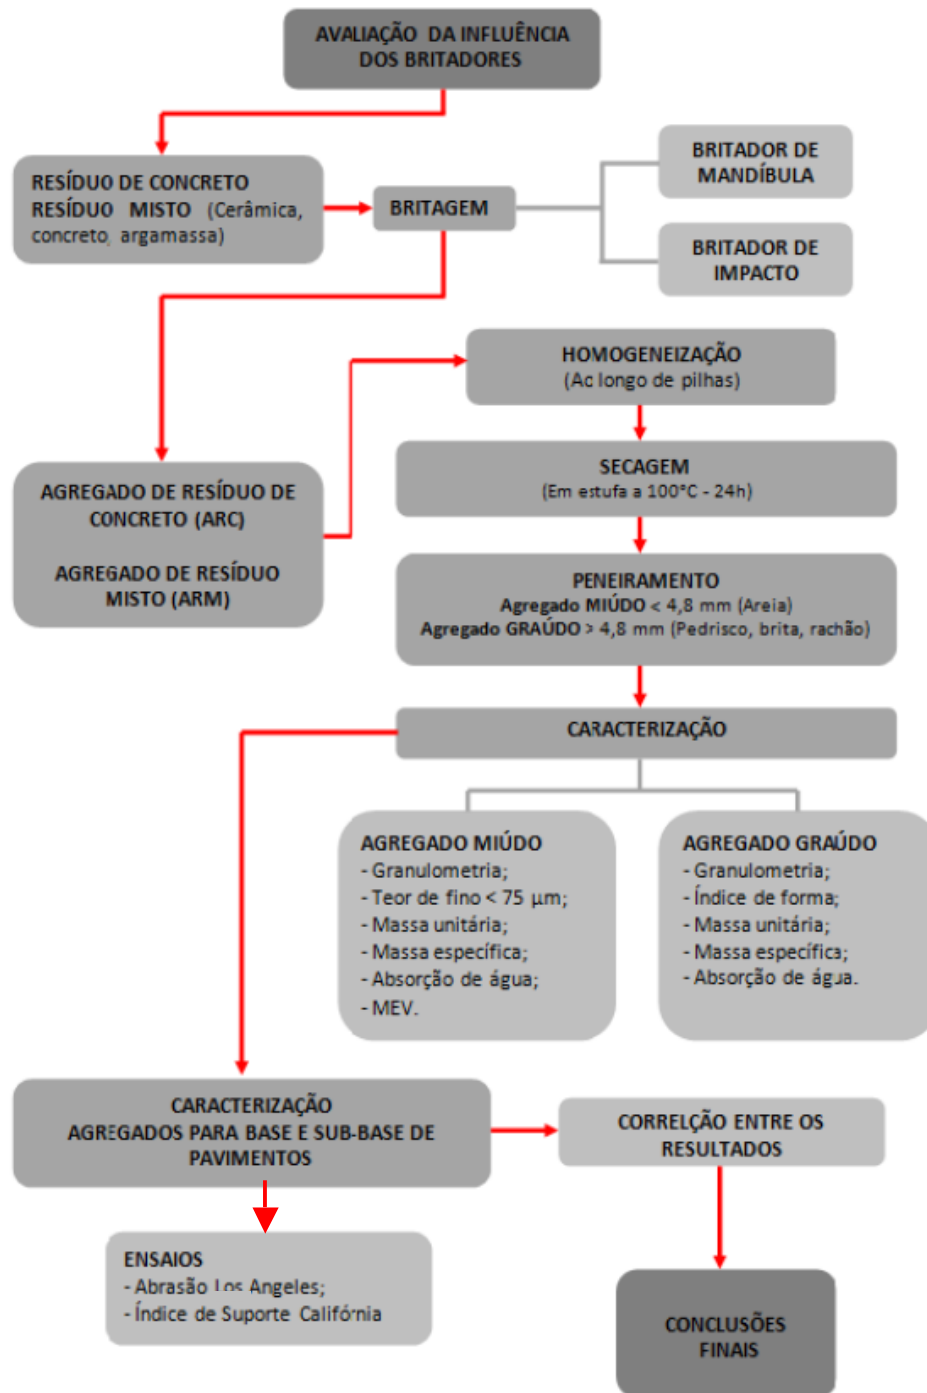 AVALIAÇÃO DA INFLUÊNCIA
DOS BRITADORES
RESÍDUO DE CONCRETO
RESÍDUO MISTO (Cerâmica,
concreto, argamassa)
BRITAGEM
BRITADOR DE
MANDÍBULA
BRITADOR DE
IMPACTO
HOMOGENEIZAÇÃO
(Ao longo de pilhas)
SECAGEM
(Em estufa a 100°C - 24h)
AGREGADO DE RESÍDUO DE
CONCRETO (ARC)
AGREGADO DE RESÍDUO
MISTO (ARM)
PENEIRAMENTO
Agregado MIÚDO < 4,8 mm (Areia)
Agregado GRAÚDO > 4,8 mm (Pedrisco, brita, rachão)
CARACTERIZAÇÃO
AGREGADO MIÚDO
- Granulometria;
- Teor de fino < 75 µm;
- Massa unitária;
- Massa específica;
- Absorção de água;
- MEV.
AGREGADO GRAÚDO
- Granulometria;
- Índice de forma;
- Massa unitária;
- Massa específica;
- Absorção de água.
CARACTERIZAÇÃO
AGREGADOS PARA BASE E SUB-BASE DE
PAVIMENTOS
CORRELÇÃO ENTRE OS
RESULTADOS
ENSAIOS
- Abrasão Los Angeles;
- Índice de Suporte Califórnia
CONCLUSÕES
FINAIS